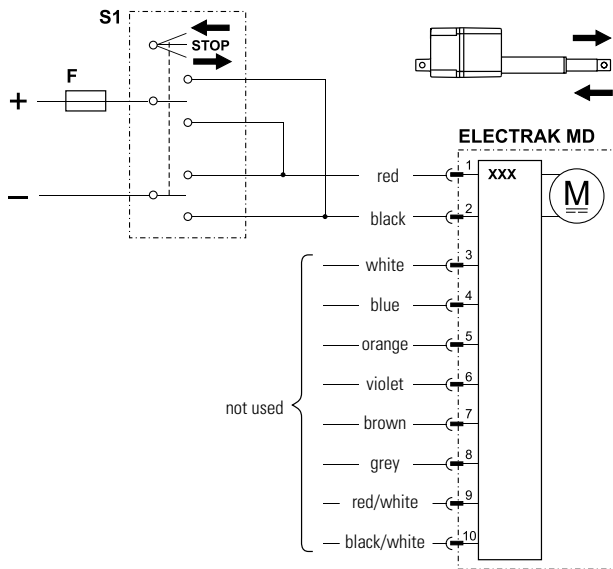 S1
STOP
F
+
–
ELECTRAK MD
XXX
M
red 1
black 2
white 3
blue 4
orange 5
violet 6
brown 7
grey 8
red/white 9
black/white 10
not used